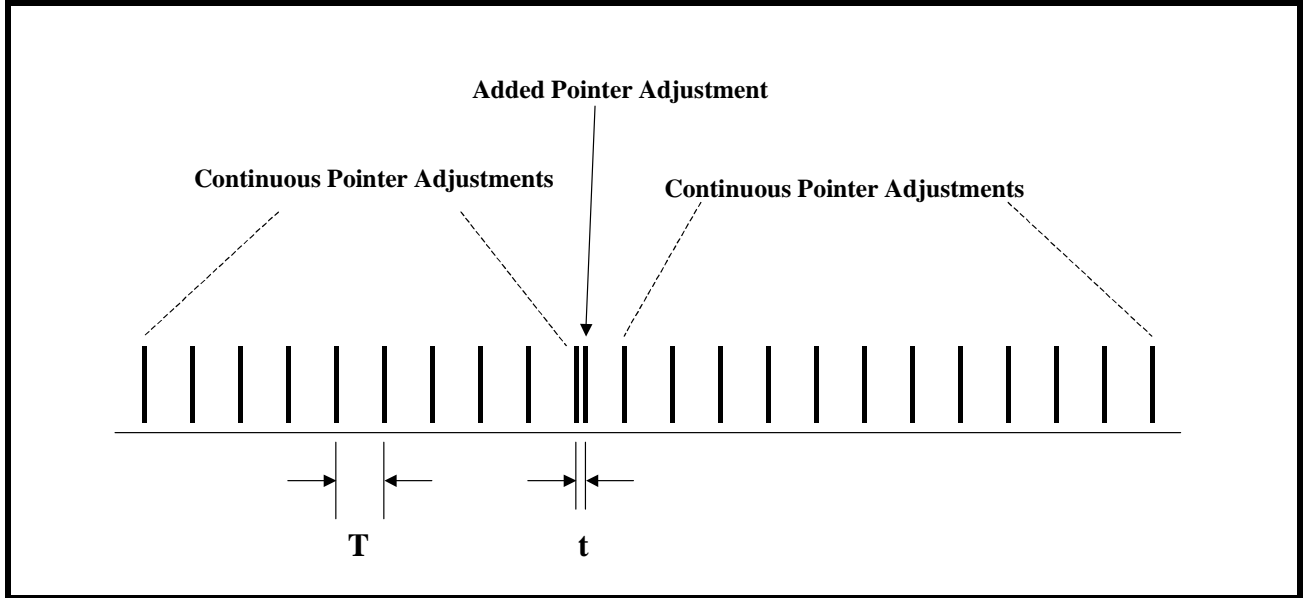 Added Pointer Adjustment
Continuous Pointer Adjustments
Continuous Pointer Adjustments
T
t